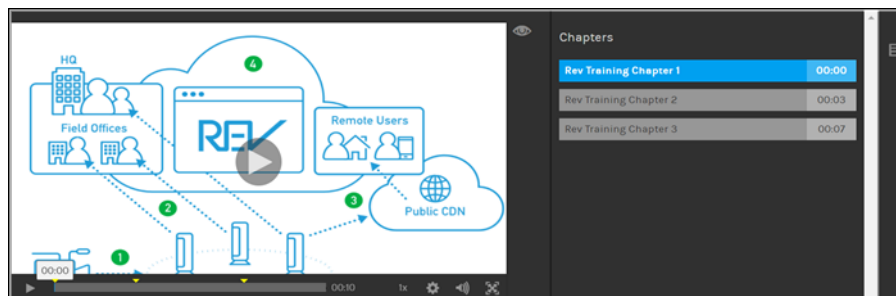 HQ
4
Field Offices
REV
Remote Users
2
3
Public CDN
1
00:00
00:10
1x
Chapters
Rev Training Chapter 1 00:00
Rev Training Chapter 2 00:03
Rev Training Chapter 3 00:07